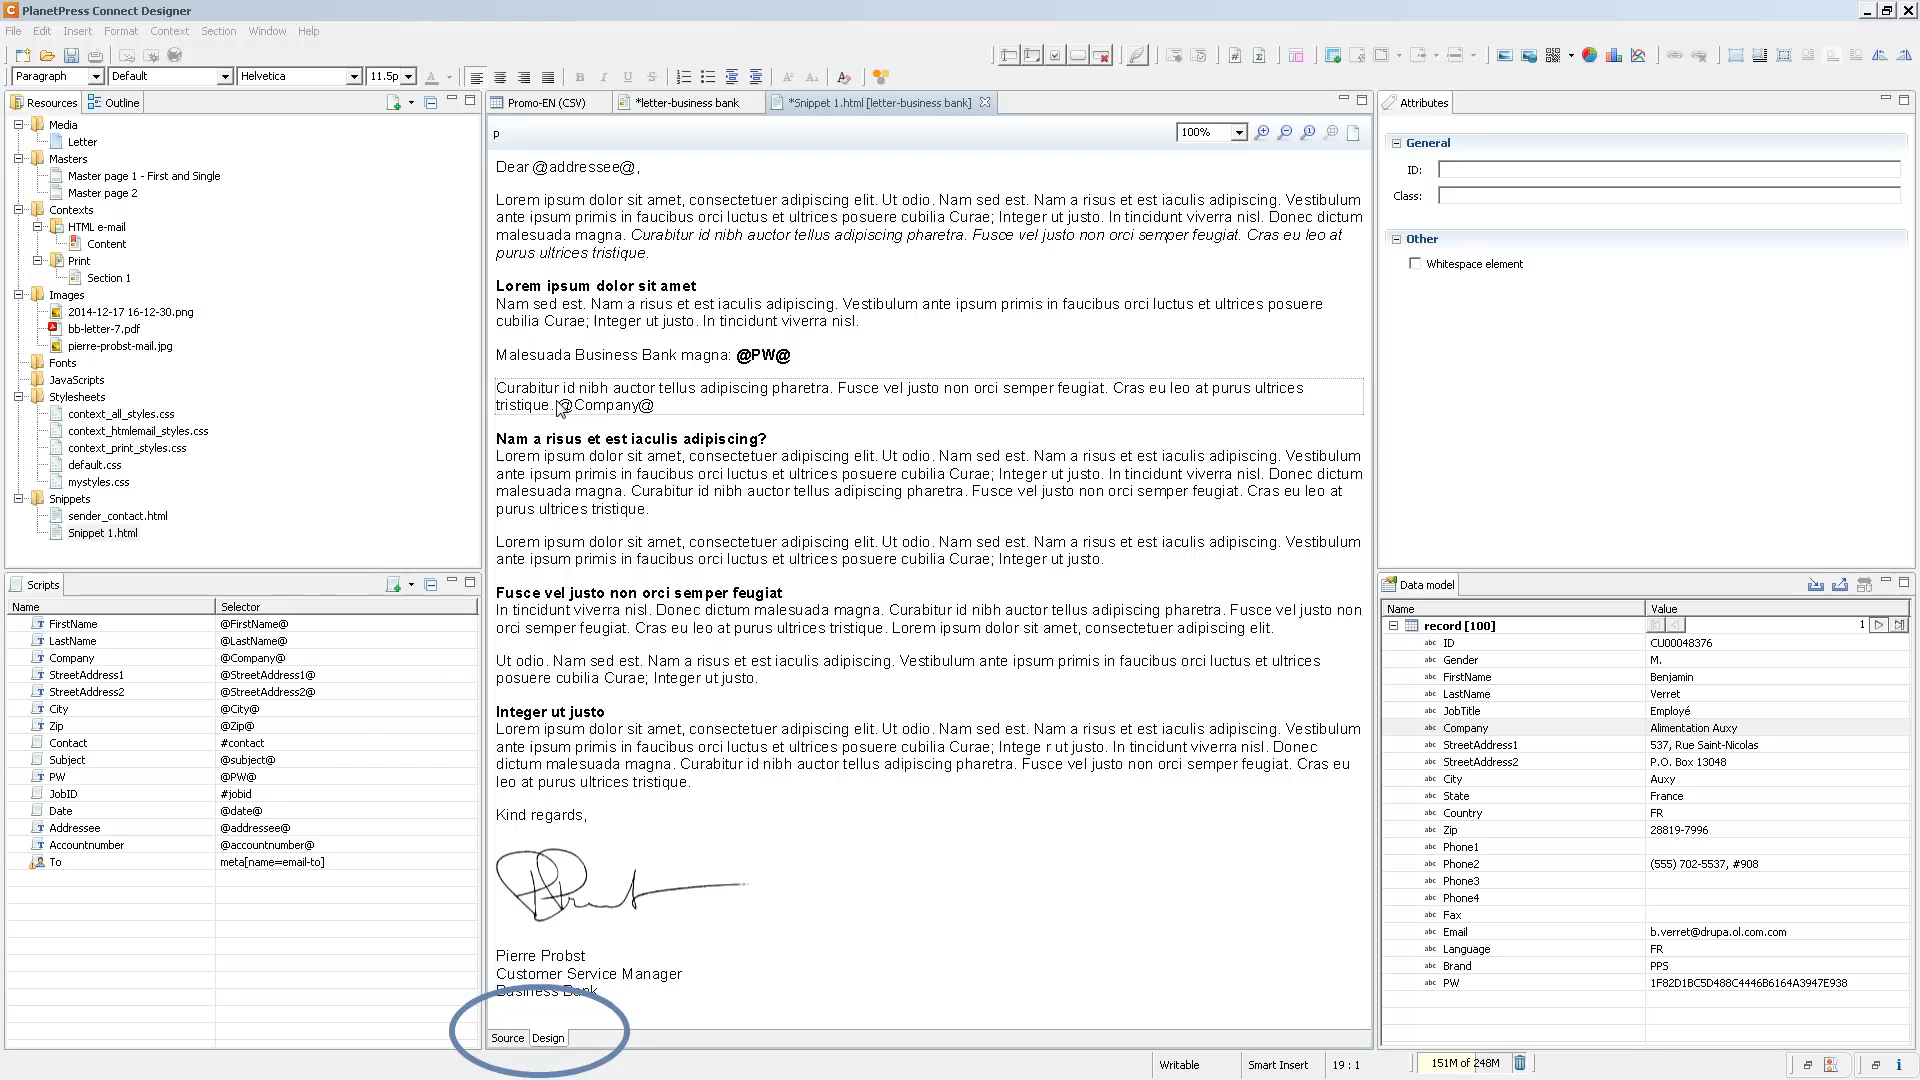 PlanetPress Connect Designer
File Edit Insert Format Context Section Window Help
Paragraph Default Helvetica 11.5p
Resources Outline
Media
Letter
Masters
Master page 1 - First and Single
Master page 2
Contexts
HTML e-mail
Content
Print
Section 1
Images
2014-12-17 16-12-30.png
bb-letter-7.pdf
pierre-probst-mail.jpg
Fonts
JavaScripts
Stylesheets
context_all_styles.css
context_htmlemail_styles.css
context_print_styles.css
default.css
mystyles.css
Snippets
sender_contact.html
Snippet 1.html
Scripts
Name Selector
FirstName @FirstName@
LastName @LastName@
Company @Company@
StreetAddress1 @StreetAddress1@
StreetAddress2 @StreetAddress2@
City @City@
Zip @Zip@
Contact #contact
Subject @subject@
PW @PW@
JobID #jobid
Date @date@
Addressee @addressee@
Accountnumber @accountnumber@
To meta[name=email-to]
Promo-EN (CSV) *letter-business bank *Snippet 1.html [letter-business bank]
p 100%
Dear @addressee@,
Lorem ipsum dolor sit amet, consectetuer adipiscing elit. Ut odio. Nam sed est. Nam a risus et est iaculis adipiscing. Vestibulum
ante ipsum primis in faucibus orci luctus et ultrices posuere cubilia Curae; Integer ut justo. In tincidunt viverra nisl. Donec dictum
malesuada magna. Curabitur id nibh auctor tellus adipiscing pharetra. Fusce vel justo non orci semper feugiat. Cras eu leo at
purus ultrices tristique.
Lorem ipsum dolor sit amet
Nam sed est. Nam a risus et est iaculis adipiscing. Vestibulum ante ipsum primis in faucibus orci luctus et ultrices posuere
cubilia Curae; Integer ut justo. In tincidunt viverra nisl.
Malesuada Business Bank magna: @PW@
Curabitur id nibh auctor tellus adipiscing pharetra. Fusce vel justo non orci semper feugiat. Cras eu leo at purus ultrices
tristique. @Company@
Nam a risus et est iaculis adipiscing?
Lorem ipsum dolor sit amet, consectetuer adipiscing elit. Ut odio. Nam sed est. Nam a risus et est iaculis adipiscing. Vestibulum
ante ipsum primis in faucibus orci luctus et ultrices posuere cubilia Curae; Integer ut justo. In tincidunt viverra nisl. Donec dictum
malesuada magna. Curabitur id nibh auctor tellus adipiscing pharetra. Fusce vel justo non orci semper feugiat. Cras eu leo at
purus ultrices tristique.
Lorem ipsum dolor sit amet, consectetuer adipiscing elit. Ut odio. Nam sed est. Nam a risus et est iaculis adipiscing. Vestibulum
ante ipsum primis in faucibus orci luctus et ultrices posuere cubilia Curae; Integer ut justo.
Fusce vel justo non orci semper feugiat
In tincidunt viverra nisl. Donec dictum malesuada magna. Curabitur id nibh auctor tellus adipiscing pharetra. Fusce vel justo non
orci semper feugiat. Cras eu leo at purus ultrices tristique. Lorem ipsum dolor sit amet, consectetuer adipiscing elit.
Ut odio. Nam sed est. Nam a risus et est iaculis adipiscing. Vestibulum ante ipsum primis in faucibus orci luctus et ultrices
posuere cubilia Curae; Integer ut justo.
Integer ut justo
Lorem ipsum dolor sit amet, consectetuer adipiscing elit. Ut odio. Nam sed est. Nam a risus et est iaculis adipiscing. Vestibulum
ante ipsum primis in faucibus orci luctus et ultrices posuere cubilia Curae; Intege r ut justo. In tincidunt viverra nisl. Donec
dictum malesuada magna. Curabitur id nibh auctor tellus adipiscing pharetra. Fusce vel justo non orci semper feugiat. Cras eu
leo at purus ultrices tristique.
Kind regards,
Pierre Probst
Customer Service Manager
Business Bank
Source Design
Attributes
General
ID:
Class:
Other
Whitespace element
Data model
Name Value
record [100] 1
ID CU00048376
Gender M.
FirstName Benjamin
LastName Verret
JobTitle Employé
Company Alimentation Auxy
StreetAddress1 537, Rue Saint-Nicolas
StreetAddress2 P.O. Box 13048
City Auxy
State France
Country FR
Zip 28819-7996
Phone1
Phone2 (555) 702-5537, #908
Phone3
Phone4
Fax
Email b.verret@drupa.ol.com.com
Language FR
Brand PPS
PW 1F82D1BC5D488C4446B6164A3947E938
Writable Smart Insert 19 : 1 151M of 248M